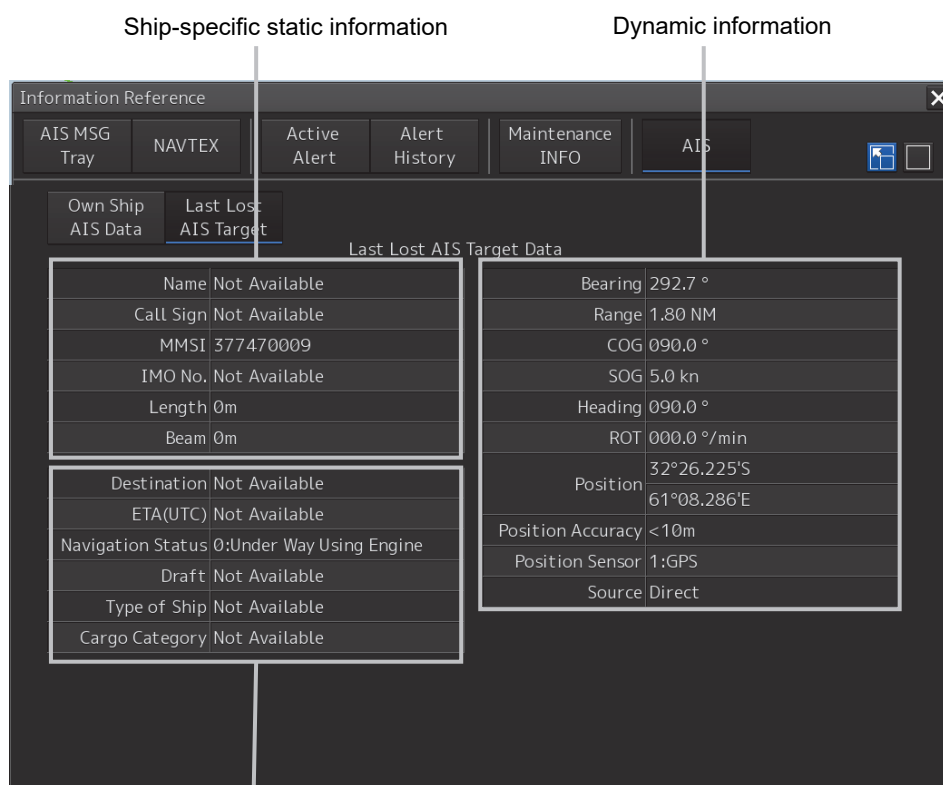 Ship-specific static information
Dynamic information
Information Reference
AIS MSG Tray
NAVTEX
Active Alert
Alert History
Maintenance INFO
AIS
Own Ship AIS Data
Last Lost AIS Target
Last Lost AIS Target Data
Name Not Available
Call Sign Not Available
MMSI 377470009
IMO No. Not Available
Length 0m
Beam 0m
Destination Not Available
ETA(UTC) Not Available
Navigation Status 0:Under Way Using Engine
Draft Not Available
Type of Ship Not Available
Cargo Category Not Available
Bearing 292.7 °
Range 1.80 NM
COG 090.0 °
SOG 5.0 kn
Heading 090.0 °
ROT 000.0 °/min
Position 32°26.225'S
61°08.286'E
Position Accuracy <10m
Position Sensor 1:GPS
Source Direct